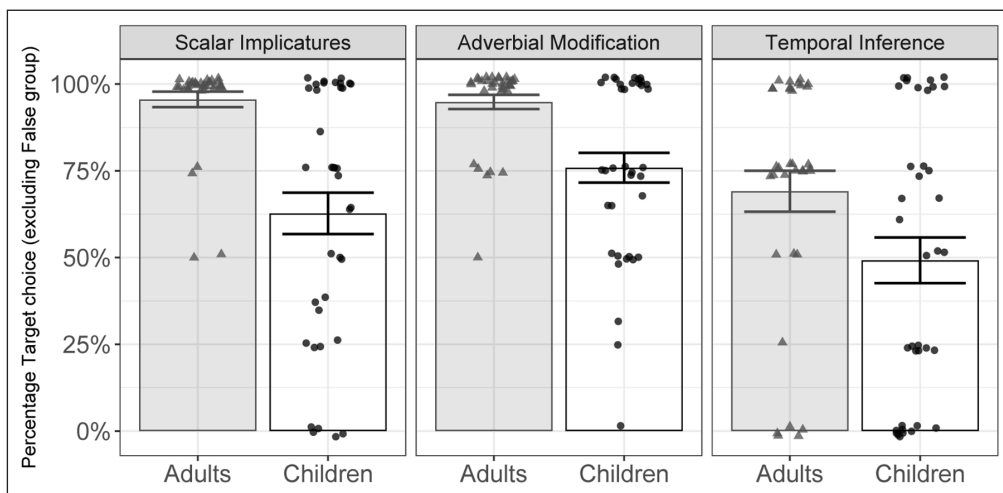 Percentage Target choice (excluding False group)
Scalar Implicatures
Adverbial Modification
Temporal Inference
100%
75%
50%
25%
0%
Adults
Children
Adults
Children
Adults
Children